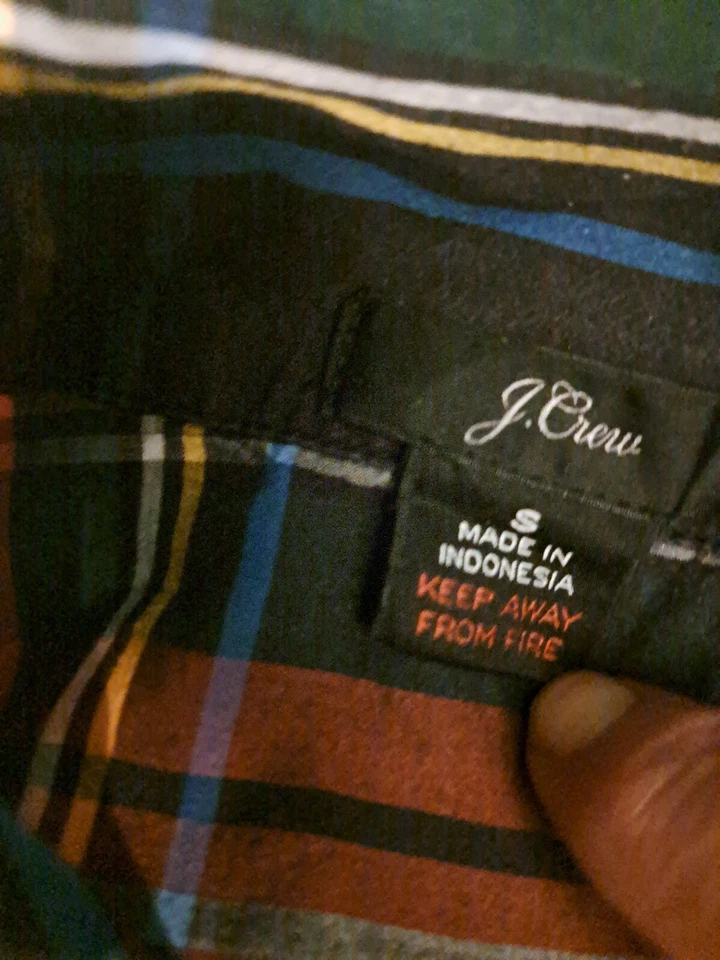 J.Crew
S
MADE IN
INDONESIA
KEEP AWAY
FROM FIRE